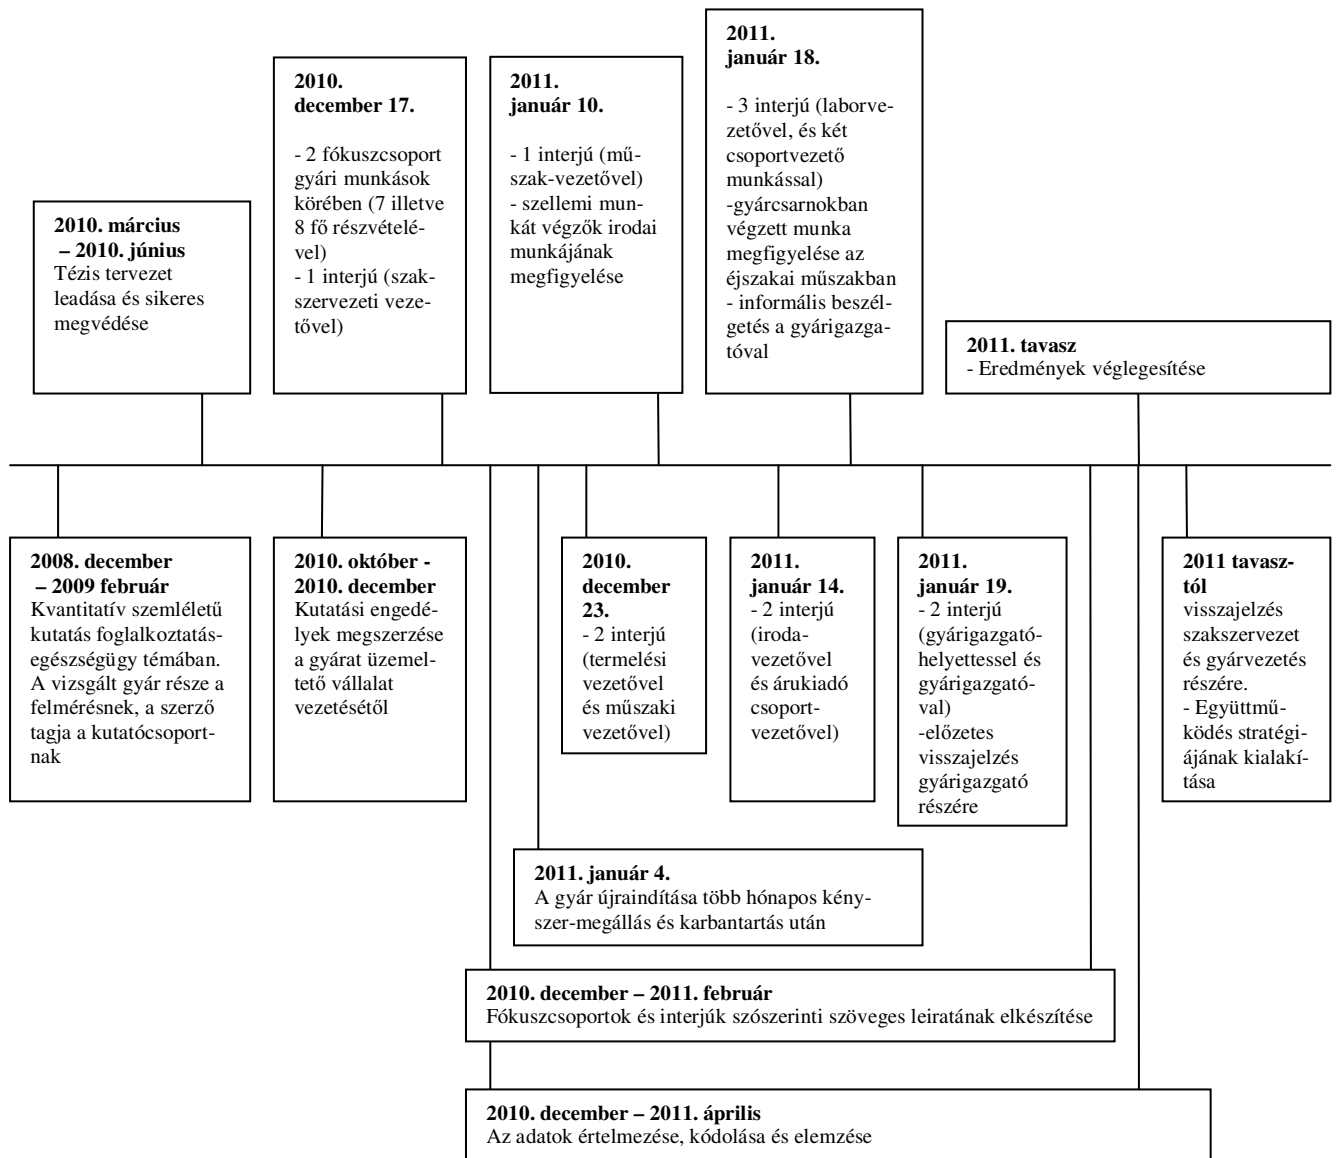 2010. március
– 2010. június
Tézis tervezet
leadása és sikeres
megvédése
2010.
december 17.
- 2 fókuszcsoport
gyári munkások
körében (7 illetve
8 fő részvételé-
vel)
- 1 interjú (szak-
szervezeti veze-
tővel)
2011.
január 10.
- 1 interjú (mű-
szak-vezetővel)
- szellemi mun-
kát végzők irodai
munkájának
megfigyelése
2011.
január 18.
- 3 interjú (laborve-
zetővel, és két
csoportvezető
munkással)
-gyárcsarnokban
végzett munka
megfigyelése az
éjszakai műszakban
- informális beszél-
getés a gyárigazga-
tóval
2011. tavasz
- Eredmények véglegesítése
2008. december
– 2009 február
Kvantitatív szemléletű
kutatás foglalkoztatás-
egészségügy témában.
A vizsgált gyár része a
felmérésnek, a szerző
tagja a kutatócsoport-
nak
2010. október -
2010. december
Kutatási engedé-
lyek megszerzése
a gyárat üzemel-
tető vállalat
vezetésétől
2010.
december
23.
- 2 interjú
(termelési
vezetővel
és műszaki
vezetővel)
2011.
január 14.
- 2 interjú
(iroda-
vezetővel
és árukiadó
csoport-
vezetővel)
2011.
január 19.
- 2 interjú
(gyárigazgató-
helyettessel és
gyárigazgató-
val)
-előzetes
visszajelzés
gyárigazgató
részére
2011 tavasz-
tól
visszajelzés
szakszervezet
és gyárvezetés
részére.
- Együttmű-
ködés stratégi-
ájának kialakí-
tása
2011. január 4.
A gyár újraindítása több hónapos kény-
szer-megállás és karbantartás után
2010. december – 2011. február
Fókuszcsoportok és interjúk szószerinti szöveges leiratának elkészítése
2010. december – 2011. április
Az adatok értelmezése, kódolása és elemzése